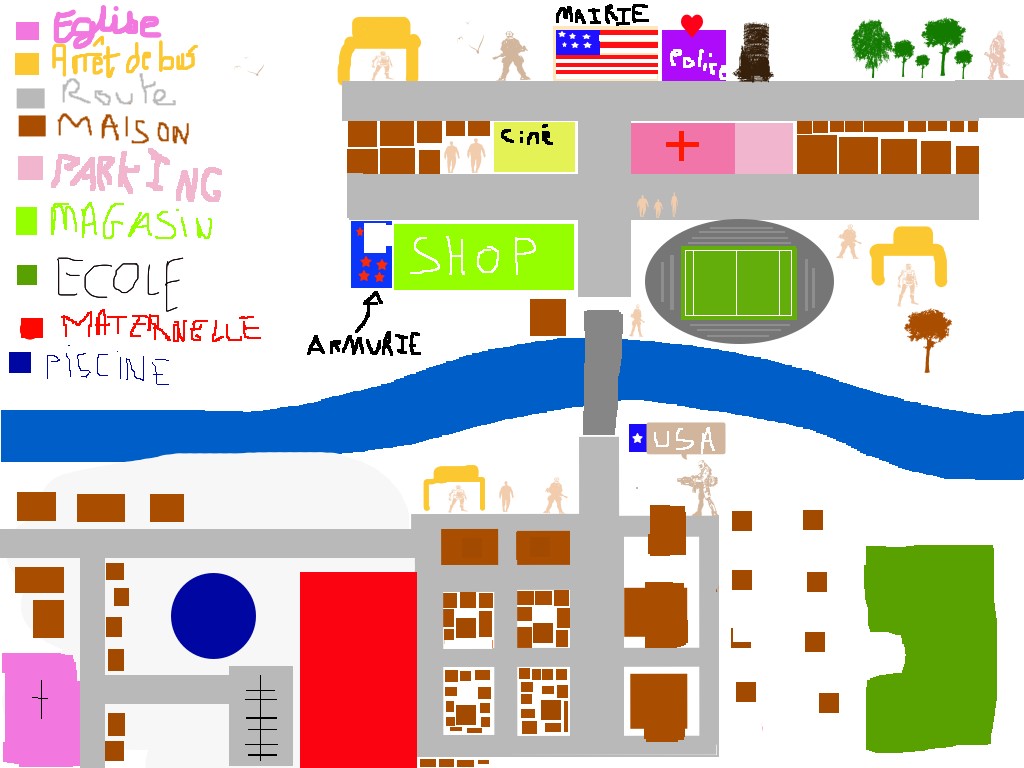 Eglise
Arrêt de bus
Route
MAISON
PARKING
MAGASIN
ECOLE
MATERNELLE
PISCINE
MAIRIE
Police
Ciné
SHOP
ARMURIE
USA